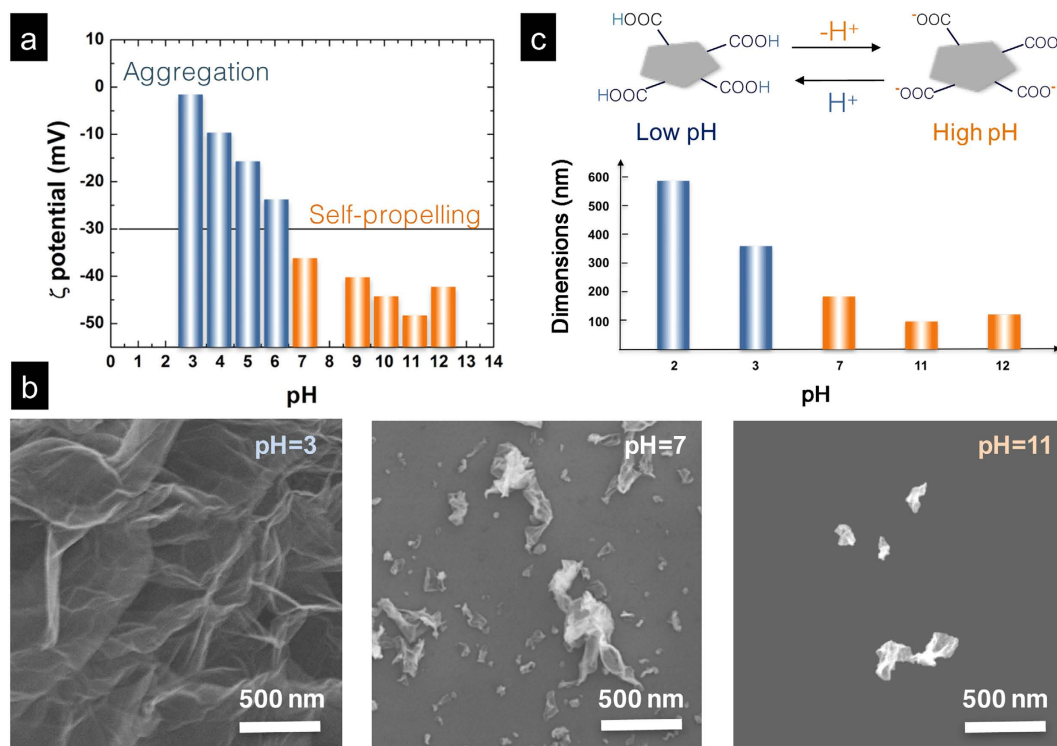 a
10
0
-10
-20
-30
-40
-50
ζ potential (mV)
Aggregation
Self-propelling
0 1 2 3 4 5 6 7 8 9 10 11 12 13 14
pH
c
HOOC
COOH
HOOC
COOH
-H⁺
H⁺
⁻OOC
COO
⁻OOC
COO⁻
Low pH
High pH
600
500
400
300
200
100
Dimensions (nm)
2 3 7 11 12
pH
b
pH=3
500 nm
pH=7
500 nm
pH=11
500 nm